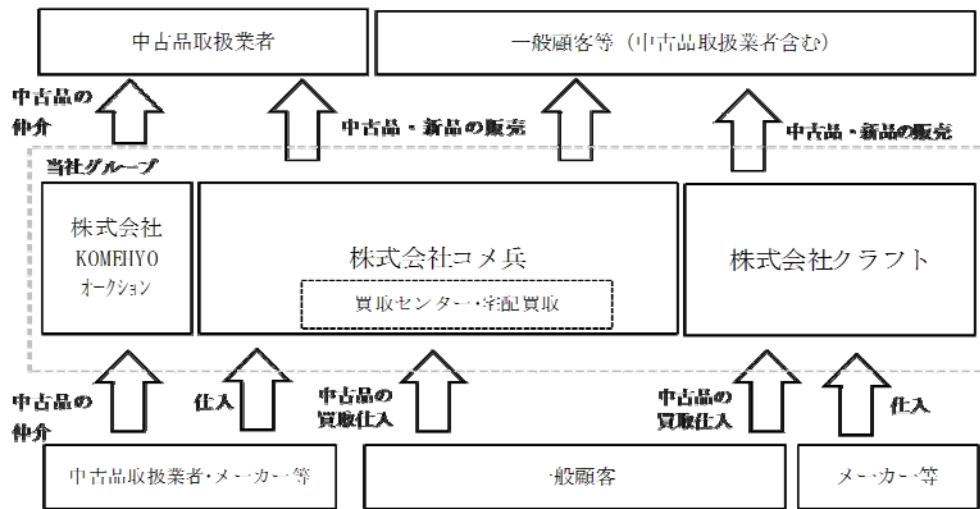 中古品取扱業者
一般顧客等（中古品取扱業者含む）
中古品の
仲介
中古品・新品の販売
中古品・新品の販売
当社グループ
株式会社
KOMEHYO
オークション
株式会社コメ兵
買取センター・宅配買取
株式会社クラフト
中古品の
仲介
仕入
中古品の
買取仕入
中古品の
買取仕入
仕入
中古品取扱業者・メーカー等
一般顧客
メーカー等